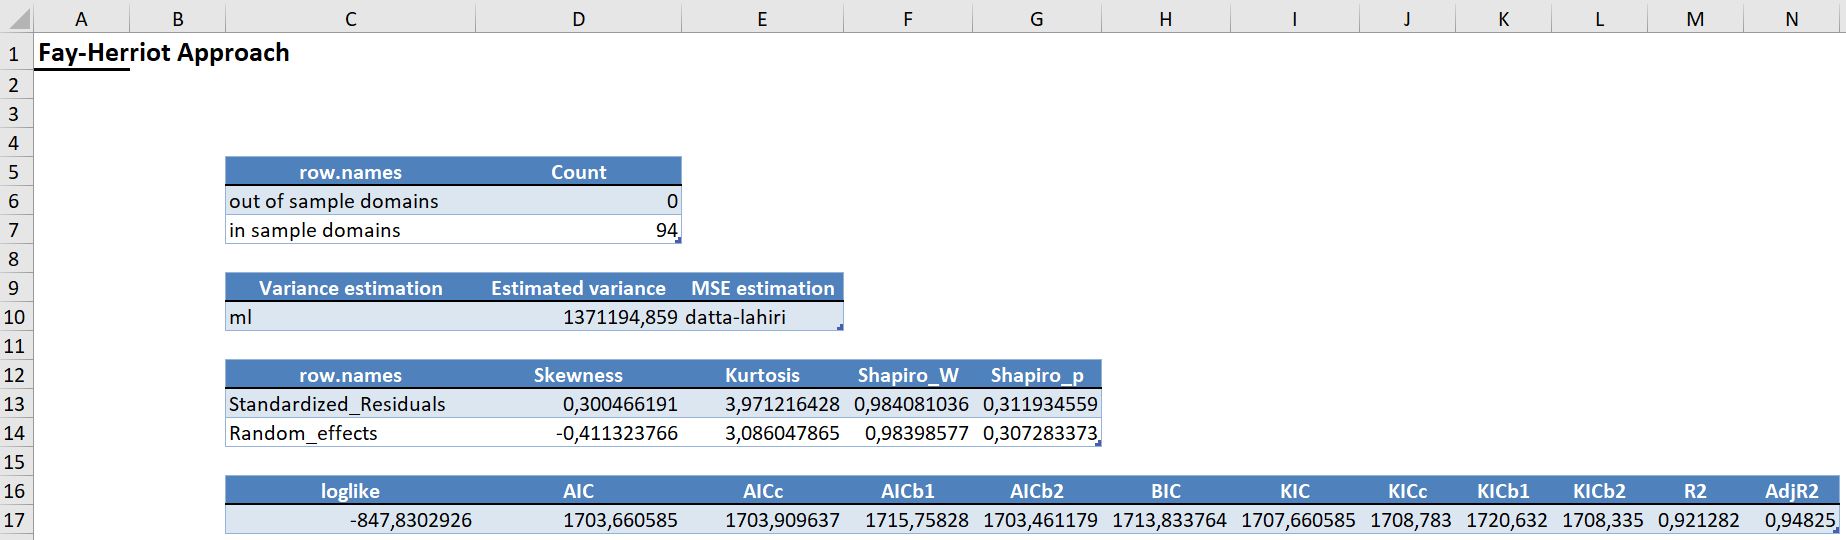 A B C D E F G H I J K L M N
1 Fay-Herriot Approach
2
3
4
5 row.names Count
6 out of sample domains 0
7 in sample domains 94
8
9 Variance estimation Estimated variance MSE estimation
10 ml 1371194,859 datta-lahiri
11
12 row.names Skewness Kurtosis Shapiro_W Shapiro_p
13 Standardized_Residuals 0,300466191 3,971216428 0,984081036 0,311934559
14 Random_effects -0,411323766 3,086047865 0,98398577 0,307283373
15
16 loglike AIC AICc AICb1 AICb2 BIC KIC KICc KICb1 KICb2 R2 AdjR2
17 -847,8302926 1703,660585 1703,909637 1715,75828 1703,461179 1713,833764 1707,660585 1708,783 1720,632 1708,335 0,921282 0,94825